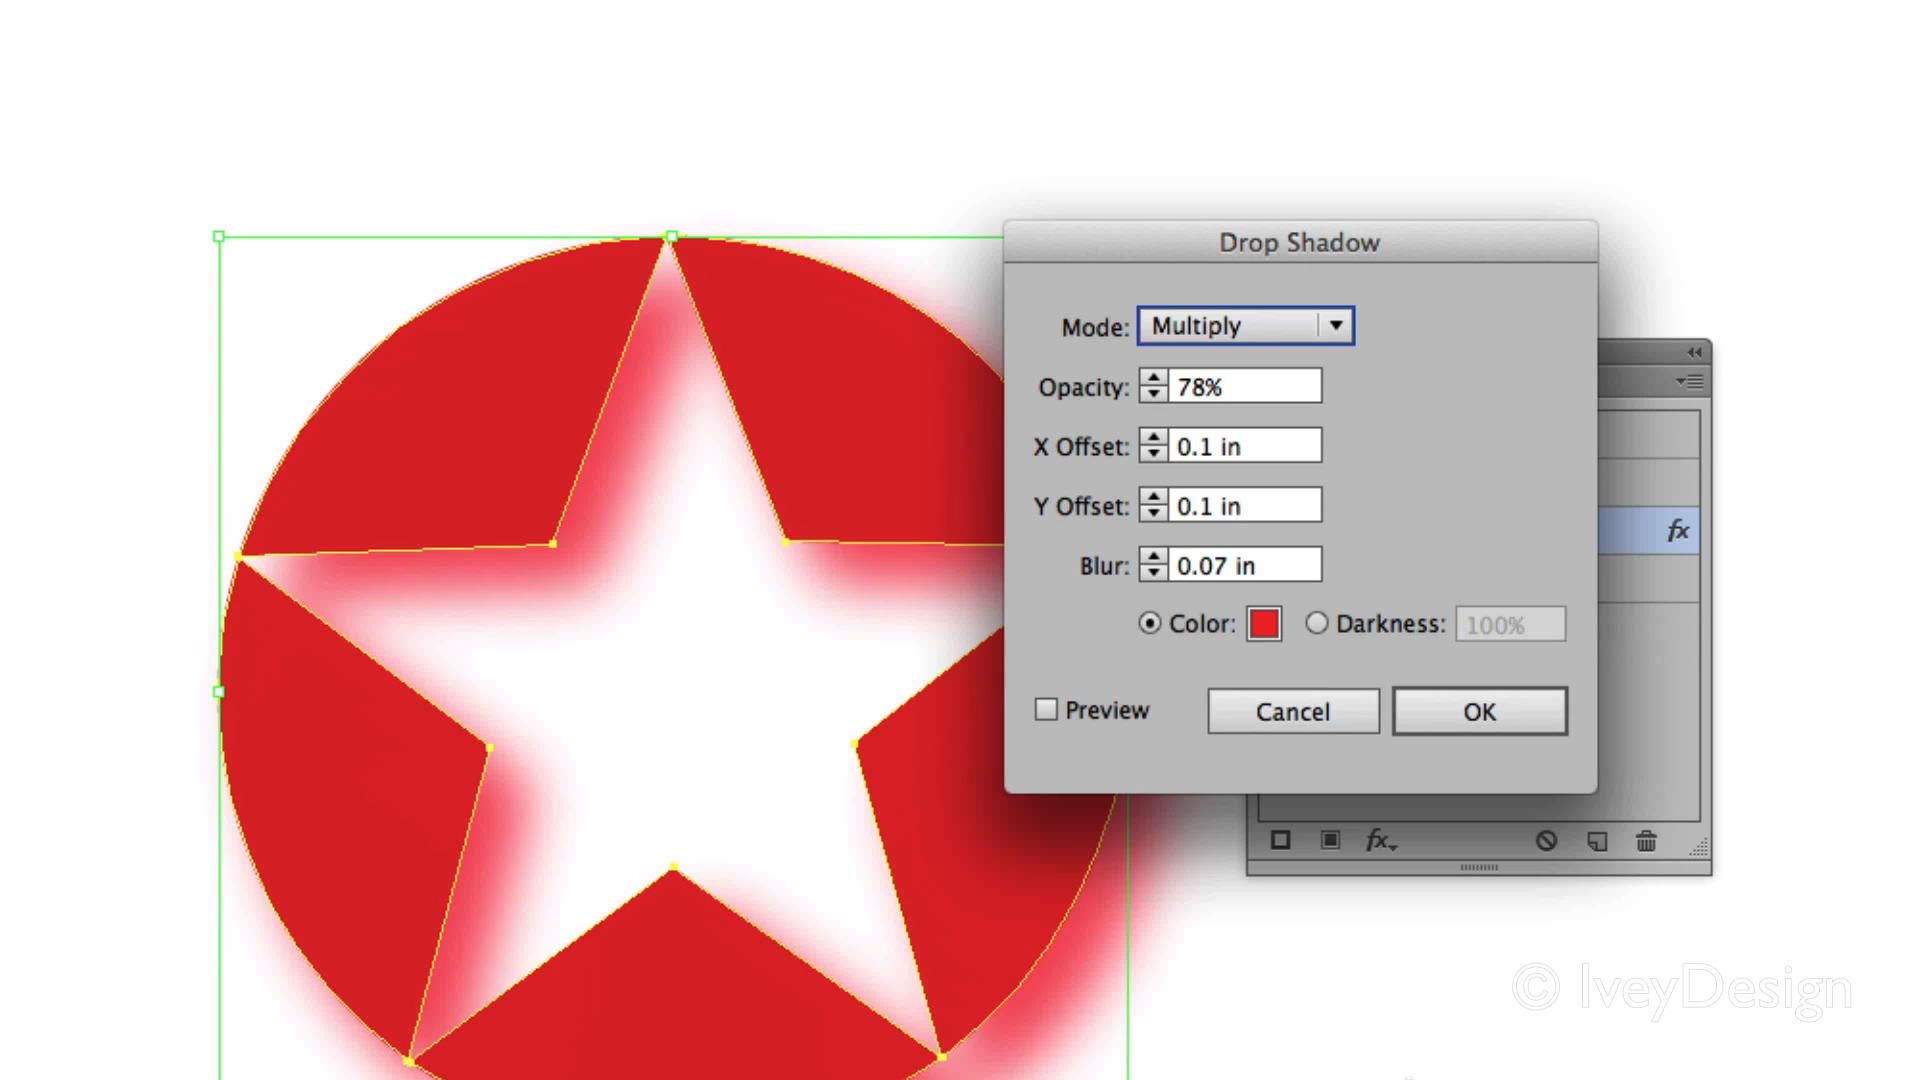 Drop Shadow
Mode: Multiply
Opacity: 78%
X Offset: 0.1 in
Y Offset: 0.1 in
fx
Blur: 0.07 in
Color: Darkness: 100%
Preview Cancel OK
fx
© IveyDesign